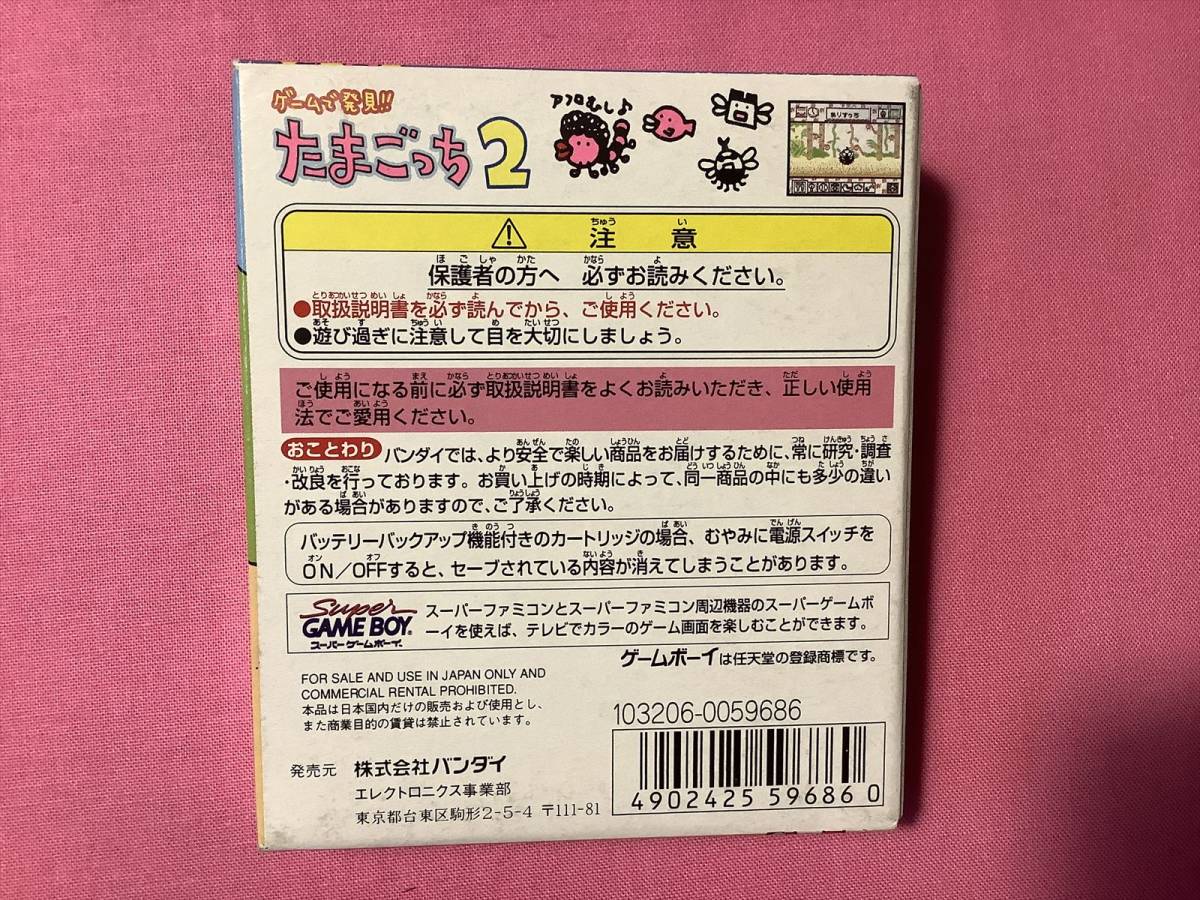 ゲームで発見!!
たまごっち2
アフロむし♪
⚠ 注意
保護者の方へ 必ずお読みください。
●取扱説明書を必ず読んでから、ご使用ください。
●遊び過ぎに注意して目を大切にしましょう。
ご使用になる前に必ず取扱説明書をよくお読みいただき、正しい使用
法でご愛用ください。
おことわり バンダイでは、より安全で楽しい商品をお届けするために、常に研究・調査
・改良を行っております。お買い上げの時期によって、同一商品の中にも多少の違い
がある場合がありますので、ご了承ください。
バッテリーバックアップ機能付きのカートリッジの場合、むやみに電源スイッチを
ON/OFFすると、セーブされている内容が消えてしまうことがあります。
Super
GAME BOY®
スーパーゲームボーイ
スーパーファミコンとスーパーファミコン周辺機器のスーパーゲームボ
ーイを使えば、テレビでカラーのゲーム画面を楽しむことができます。
ゲームボーイは任天堂の登録商標です。
FOR SALE AND USE IN JAPAN ONLY AND
COMMERCIAL RENTAL PROHIBITED.
本品は日本国内だけの販売および使用とし、
また商業目的の賃貸は禁止されています。
103206-0059686
発売元 株式会社バンダイ
エレクトロニクス事業部
東京都台東区駒形2-5-4 〒111-81
4902425 596860